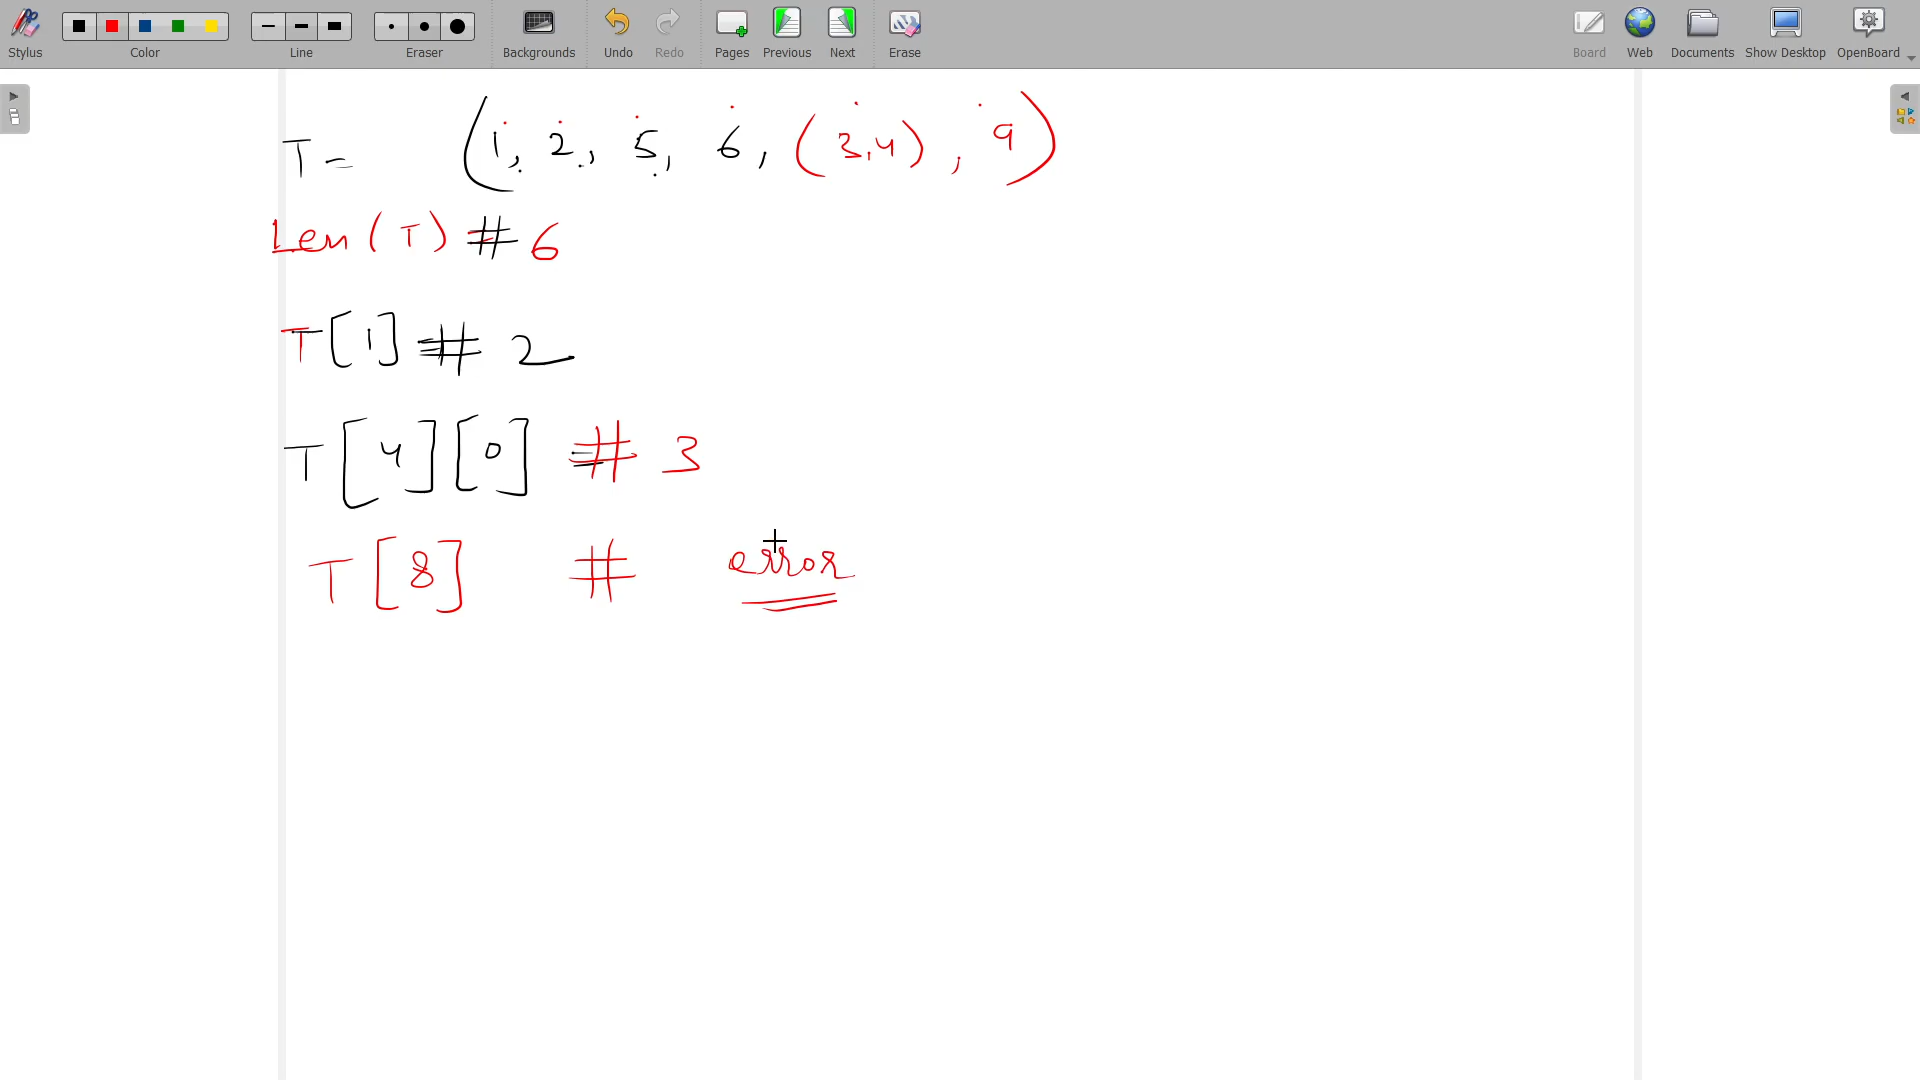 Stylus Color Line Eraser Backgrounds Undo Redo Pages Previous Next Erase Board Web Documents Show Desktop OpenBoard
T = (1, 2, 5, 6, (3,4), 9)
Len (T) # 6
T[1] # 2
T[4][0] # 3
T[8] # error